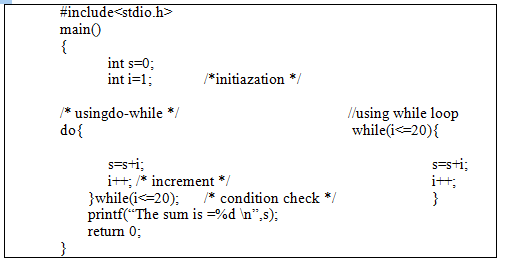 #include<stdio.h>
main()
{
int s=0;
int i=1; /*initiazation */
/* usingdo-while */ //using while loop
do{ while(i<=20){
s=s+i; s=s+i;
i++; /* increment */ i++;
}while(i<=20); /* condition check */ }
printf(“The sum is =%d \n”,s);
return 0;
}